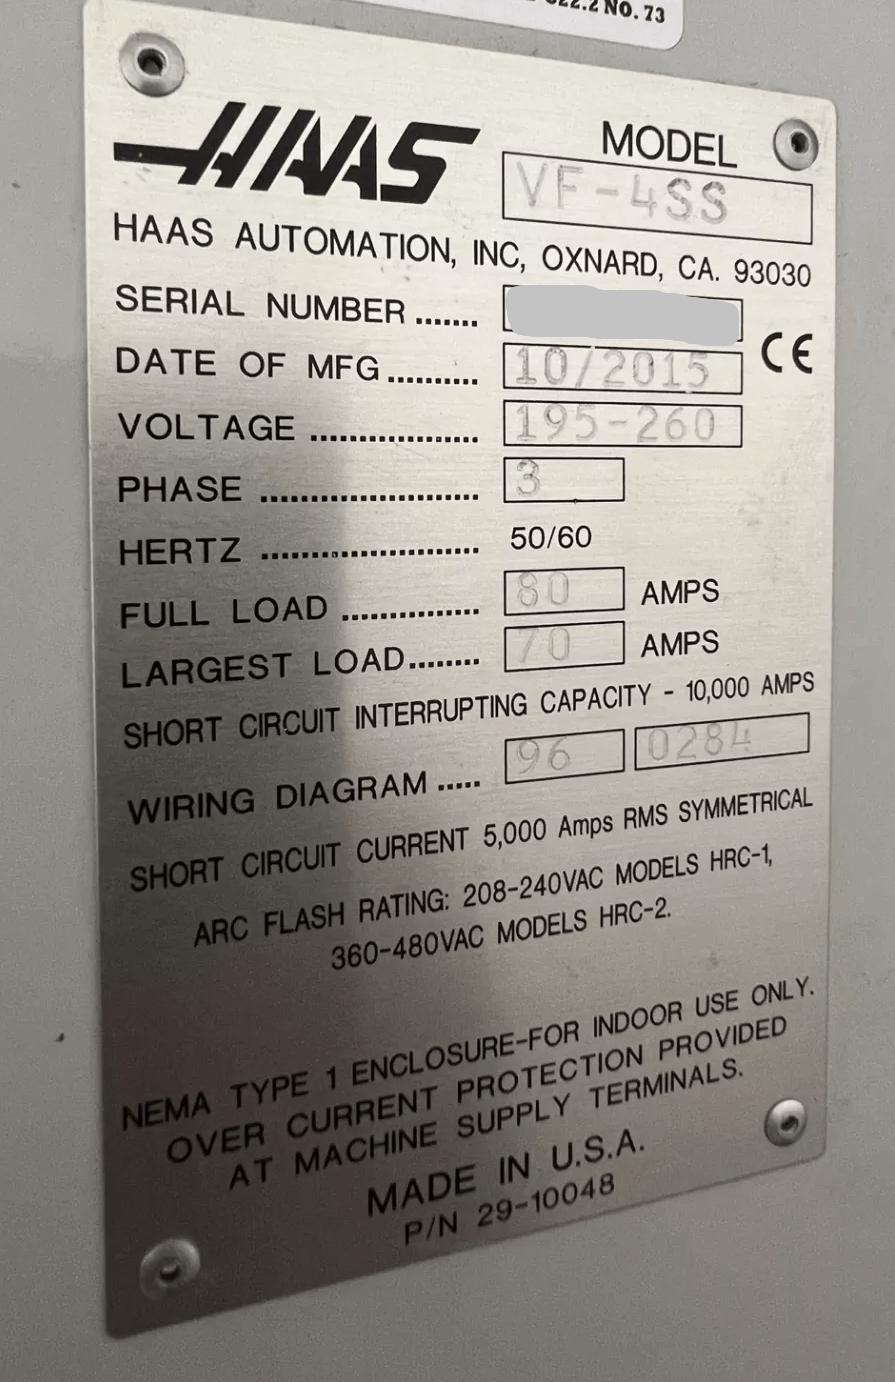 22.2 NO. 73
HAAS
MODEL
VF-4SS
HAAS AUTOMATION, INC, OXNARD, CA. 93030
SERIAL NUMBER .......
DATE OF MFG .......... 10/2015 CE
VOLTAGE ................. 195-260
PHASE ...................... 3
HERTZ ...................... 50/60
FULL LOAD .............. 80 AMPS
LARGEST LOAD........ 70 AMPS
SHORT CIRCUIT INTERRUPTING CAPACITY - 10,000 AMPS
WIRING DIAGRAM ..... 96 0284
SHORT CIRCUIT CURRENT 5,000 Amps RMS SYMMETRICAL
ARC FLASH RATING: 208-240VAC MODELS HRC-1,
360-480VAC MODELS HRC-2.
NEMA TYPE 1 ENCLOSURE-FOR INDOOR USE ONLY.
OVER CURRENT PROTECTION PROVIDED
AT MACHINE SUPPLY TERMINALS.
MADE IN U.S.A.
P/N 29-10048